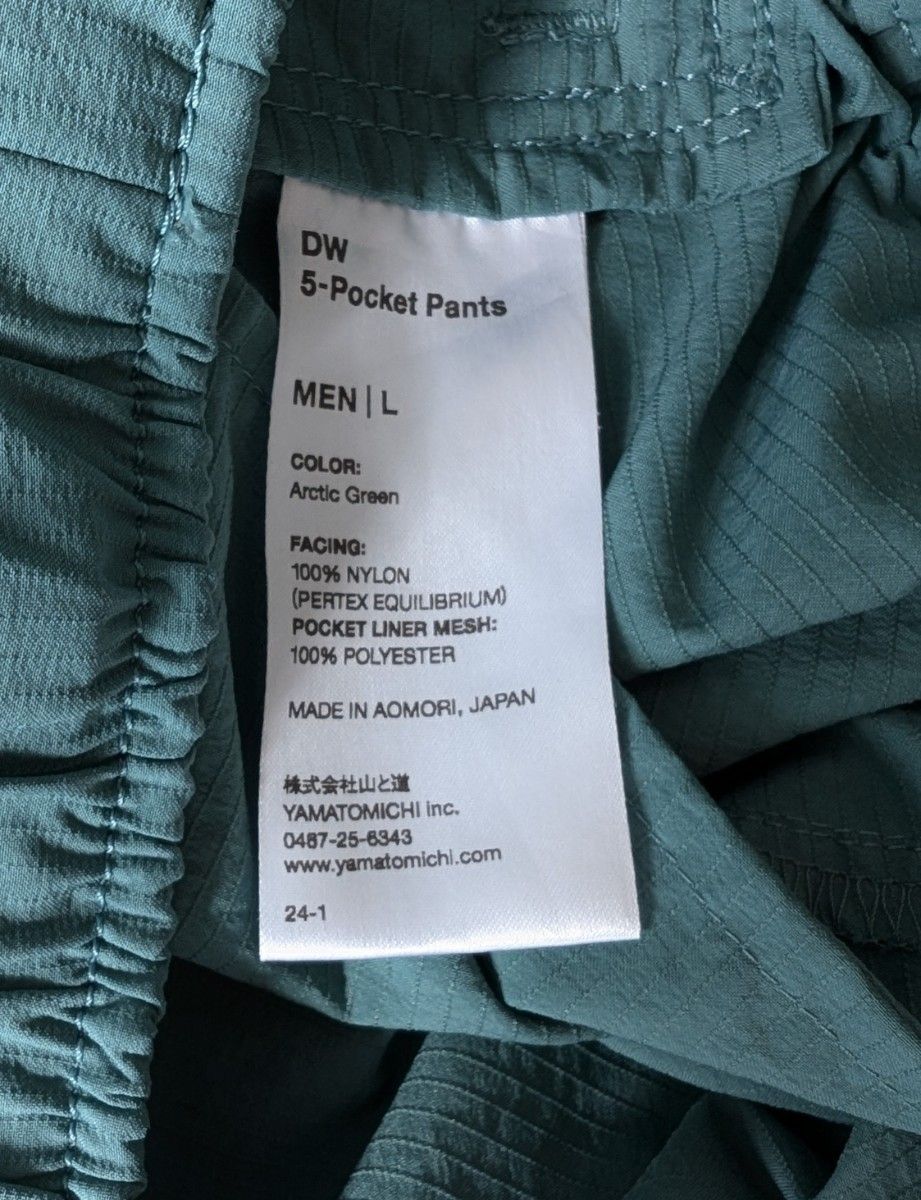 DW
5-Pocket Pants
MEN | L
COLOR:
Arctic Green
FACING:
100% NYLON
(PERTEX EQUILIBRIUM)
POCKET LINER MESH:
100% POLYESTER
MADE IN AOMORI, JAPAN
株式会社山と道
YAMATOMICHI inc.
0467-25-6343
www.yamatomichi.com
24-1